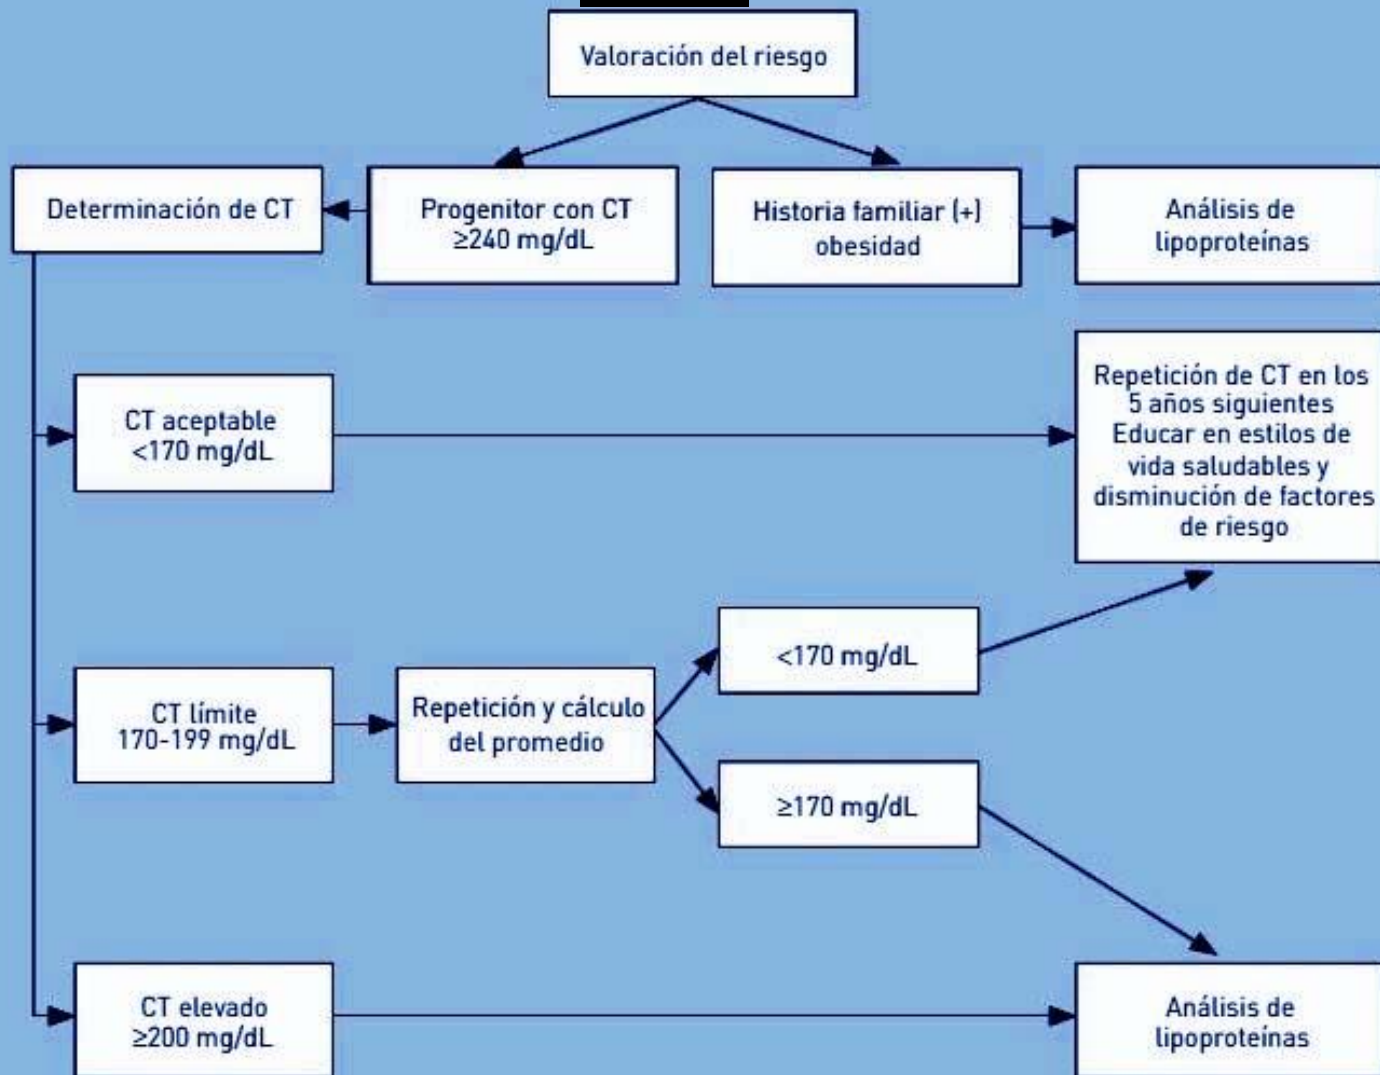 Valoración del riesgo
Determinación de CT
Progenitor con CT
≥240 mg/dL
Historia familiar (+)
obesidad
Análisis de
lipoproteínas
CT aceptable
<170 mg/dL
Repetición de CT en los
5 años siguientes
Educar en estilos de
vida saludables y
disminución de factores
de riesgo
CT límite
170-199 mg/dL
Repetición y cálculo
del promedio
<170 mg/dL
≥170 mg/dL
CT elevado
≥200 mg/dL
Análisis de
lipoproteínas